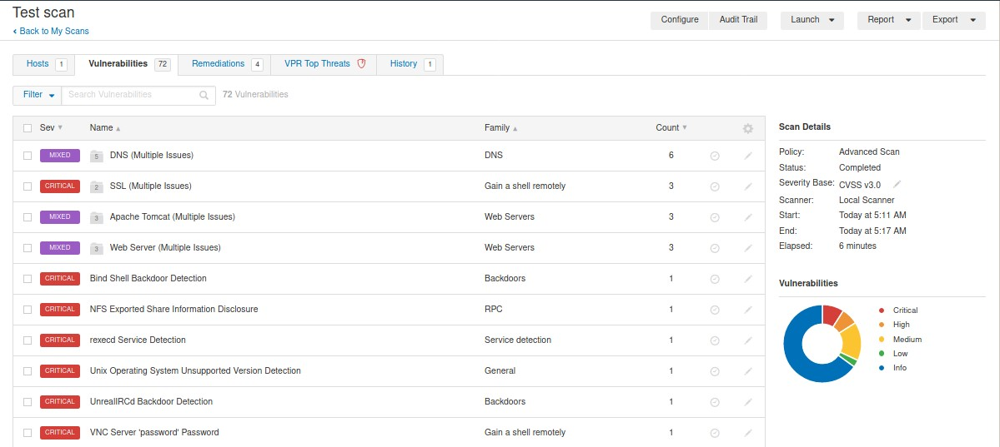 Test scan
Back to My Scans
Configure Audit Trail Launch Report Export
Hosts 1 Vulnerabilities 72 Remediations 4 VPR Top Threats History 1
Filter Search Vulnerabilities 72 Vulnerabilities
Sev Name Family Count
MIXED 5 DNS (Multiple Issues) DNS 6
CRITICAL 2 SSL (Multiple Issues) Gain a shell remotely 3
MIXED 3 Apache Tomcat (Multiple Issues) Web Servers 3
MIXED 3 Web Server (Multiple Issues) Web Servers 3
CRITICAL Bind Shell Backdoor Detection Backdoors 1
CRITICAL NFS Exported Share Information Disclosure RPC 1
CRITICAL rexecd Service Detection Service detection 1
CRITICAL Unix Operating System Unsupported Version Detection General 1
CRITICAL UnrealIRCd Backdoor Detection Backdoors 1
CRITICAL VNC Server 'password' Password Gain a shell remotely 1
Scan Details
Policy: Advanced Scan
Status: Completed
Severity Base: CVSS v3.0
Scanner: Local Scanner
Start: Today at 5:11 AM
End: Today at 5:17 AM
Elapsed: 6 minutes
Vulnerabilities
Critical
High
Medium
Low
Info